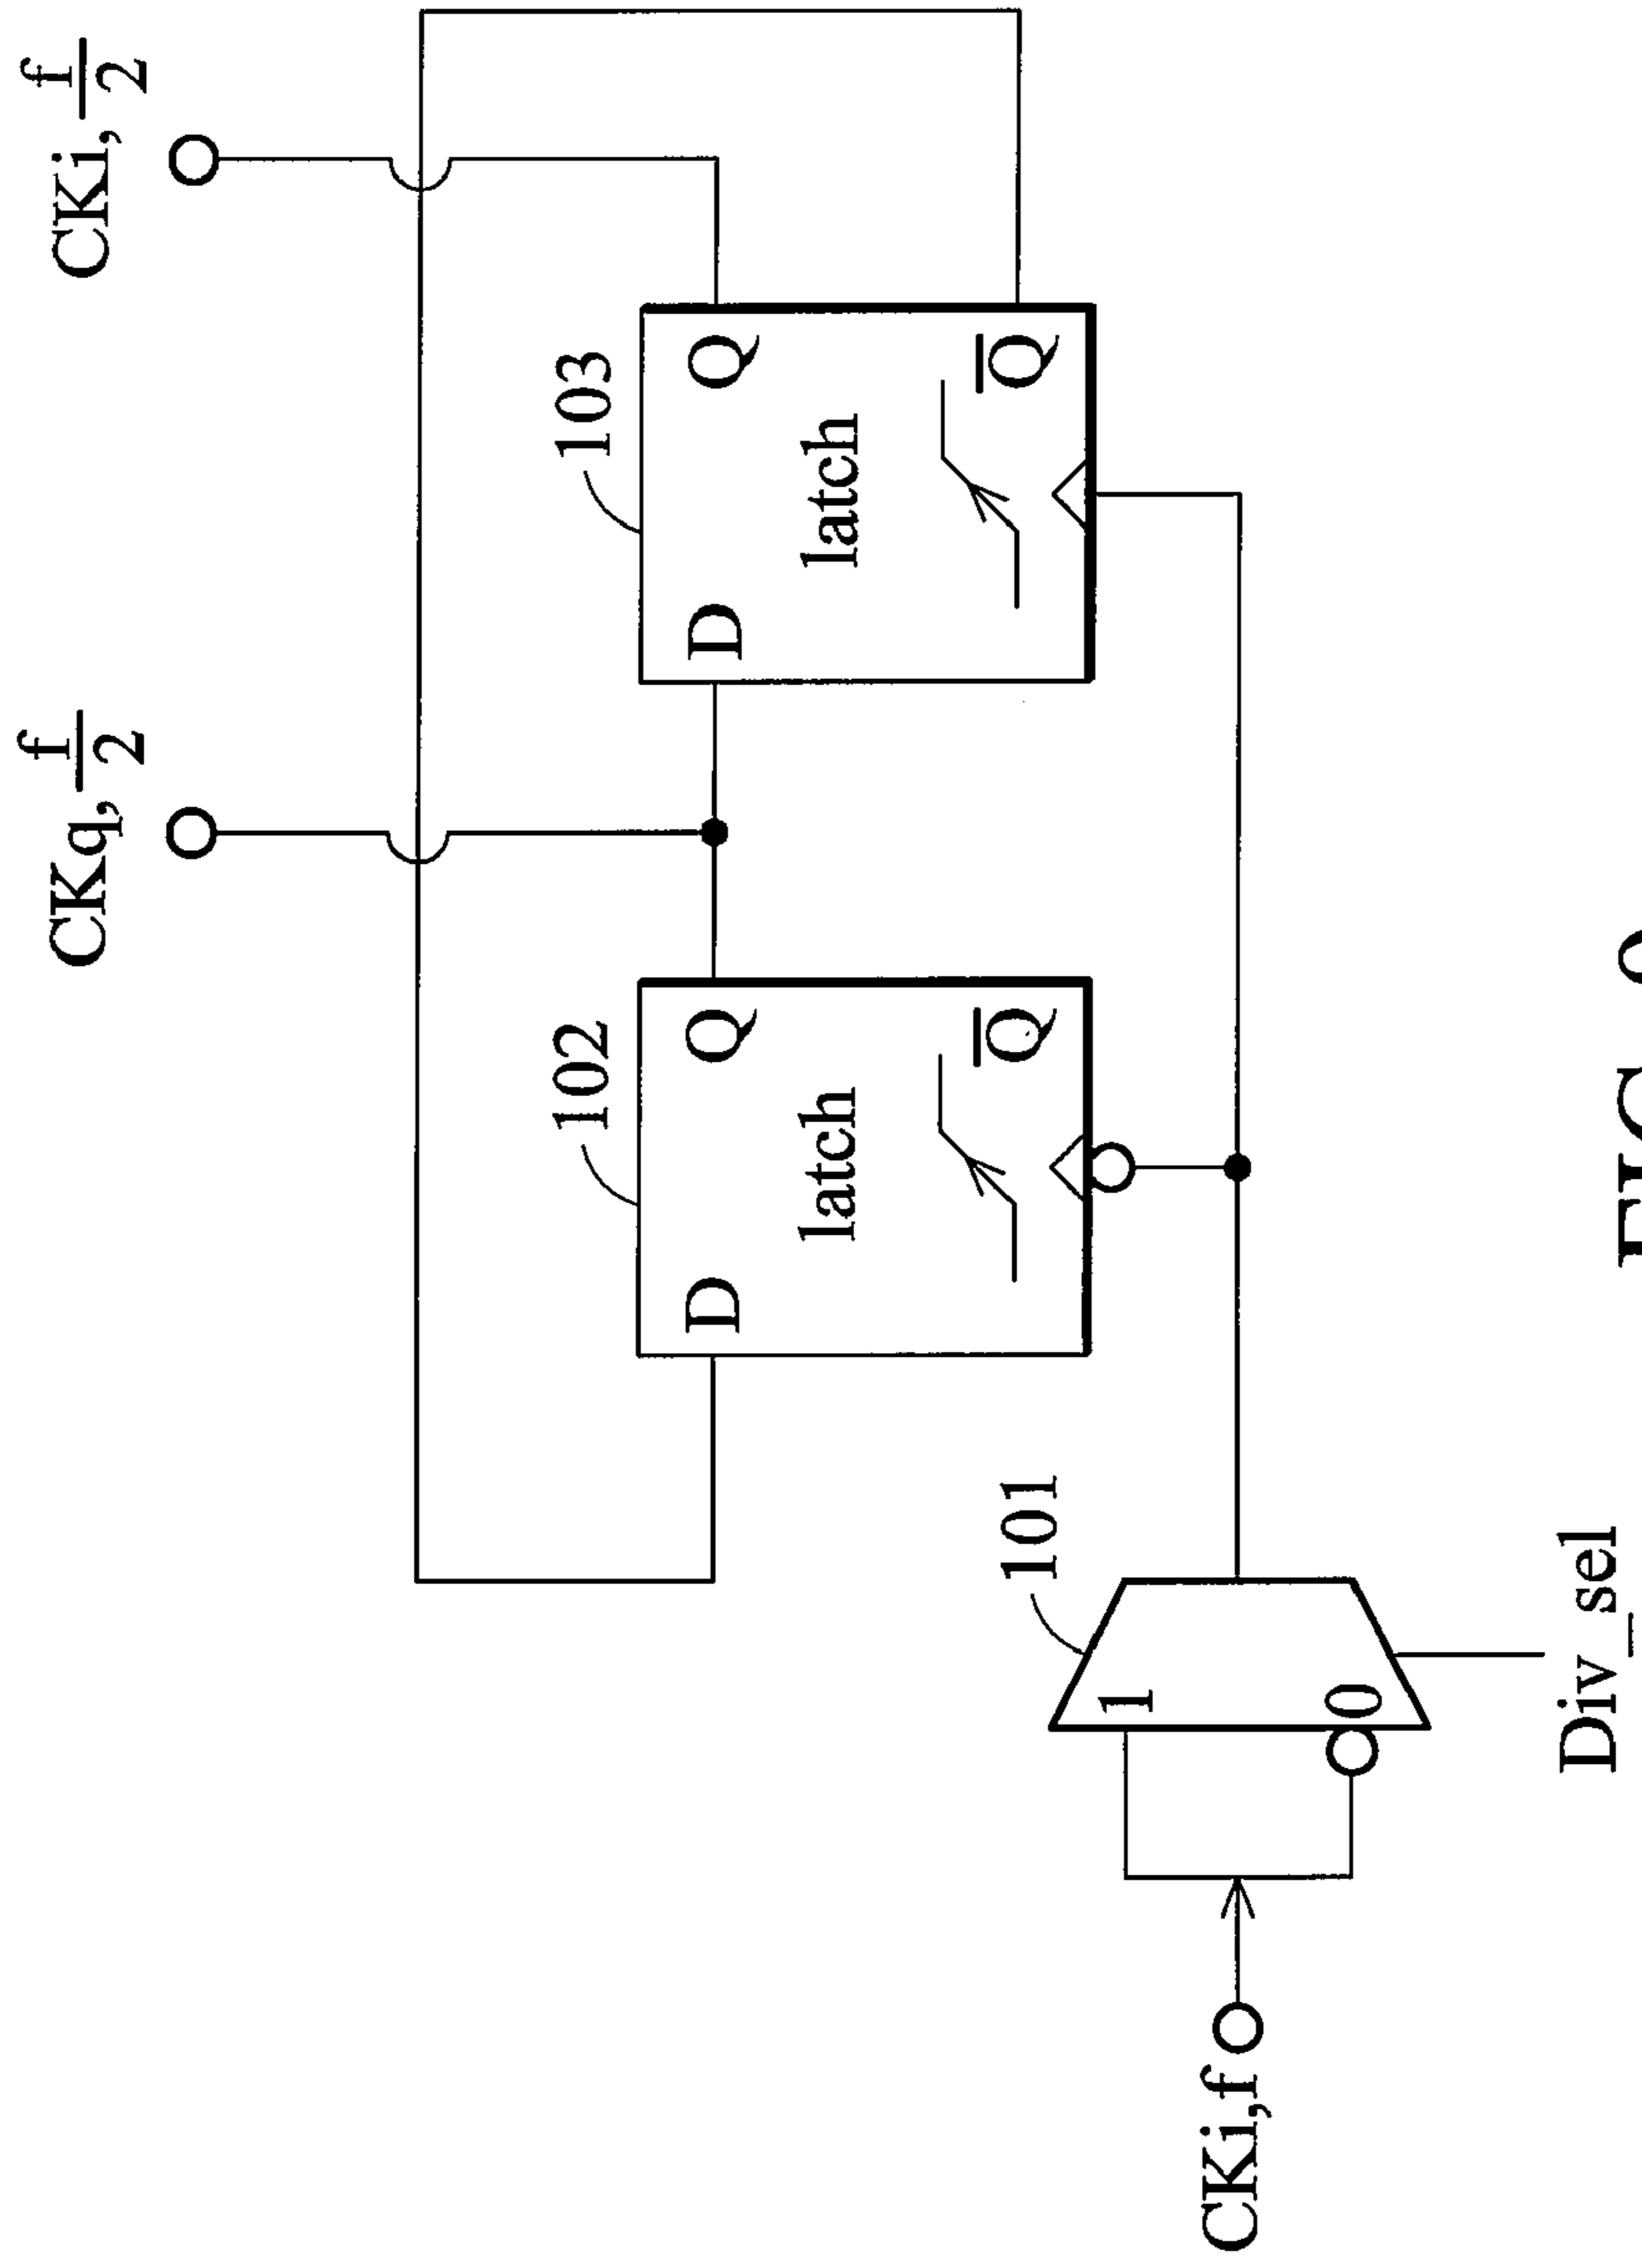 CKq, f/2
CKi, f/2
102
103
D
Q
D
Q
latch
latch
Q̅
Q̅
101
1
0
CKi,f
Div_sel